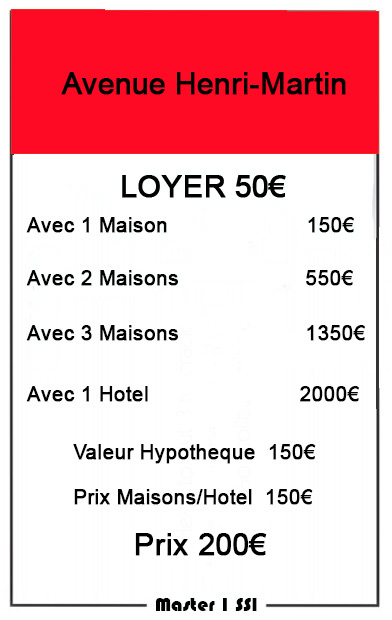 Avenue Henri-Martin
LOYER 50€
Avec 1 Maison 150€
Avec 2 Maisons 550€
Avec 3 Maisons 1350€
Avec 1 Hotel 2000€
Valeur Hypotheque 150€
Prix Maisons/Hotel 150€
Prix 200€
Master 1 SSI